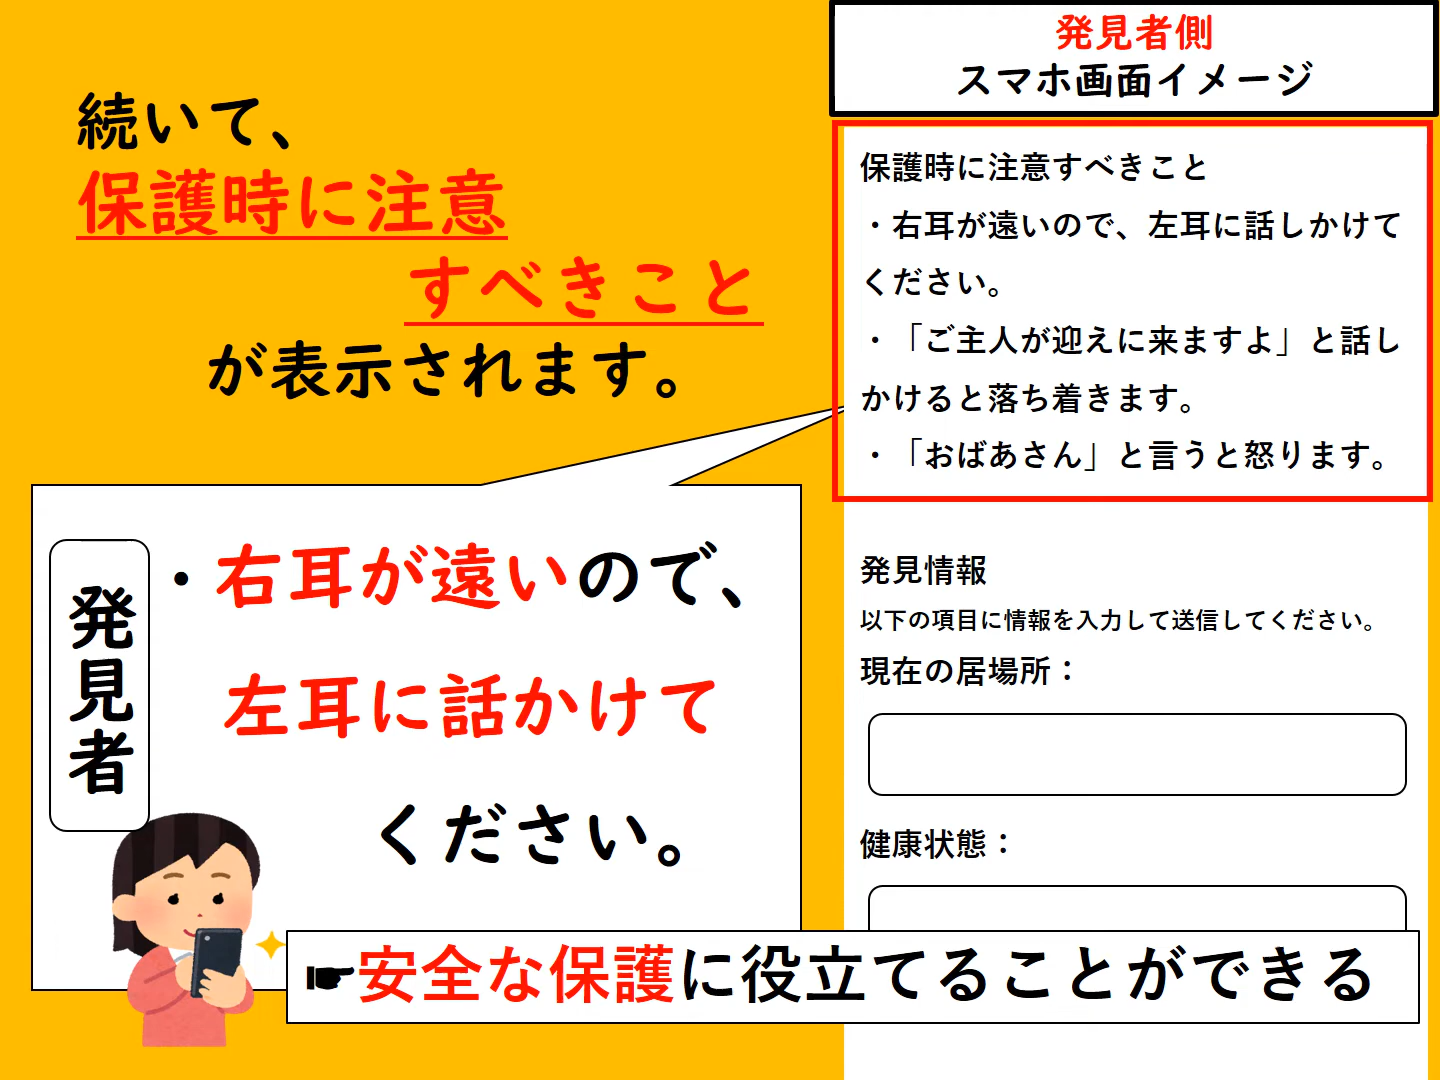 続いて、
保護時に注意
すべきこと
が表示されます。
発見者
・右耳が遠いので、
左耳に話かけて
ください。
発見者側
スマホ画面イメージ
保護時に注意すべきこと
・右耳が遠いので、左耳に話しかけて
ください。
・「ご主人が迎えに来ますよ」と話し
かけると落ち着きます。
・「おばあさん」と言うと怒ります。
発見情報
以下の項目に情報を入力して送信してください。
現在の居場所：
健康状態：
☛安全な保護に役立てることができる